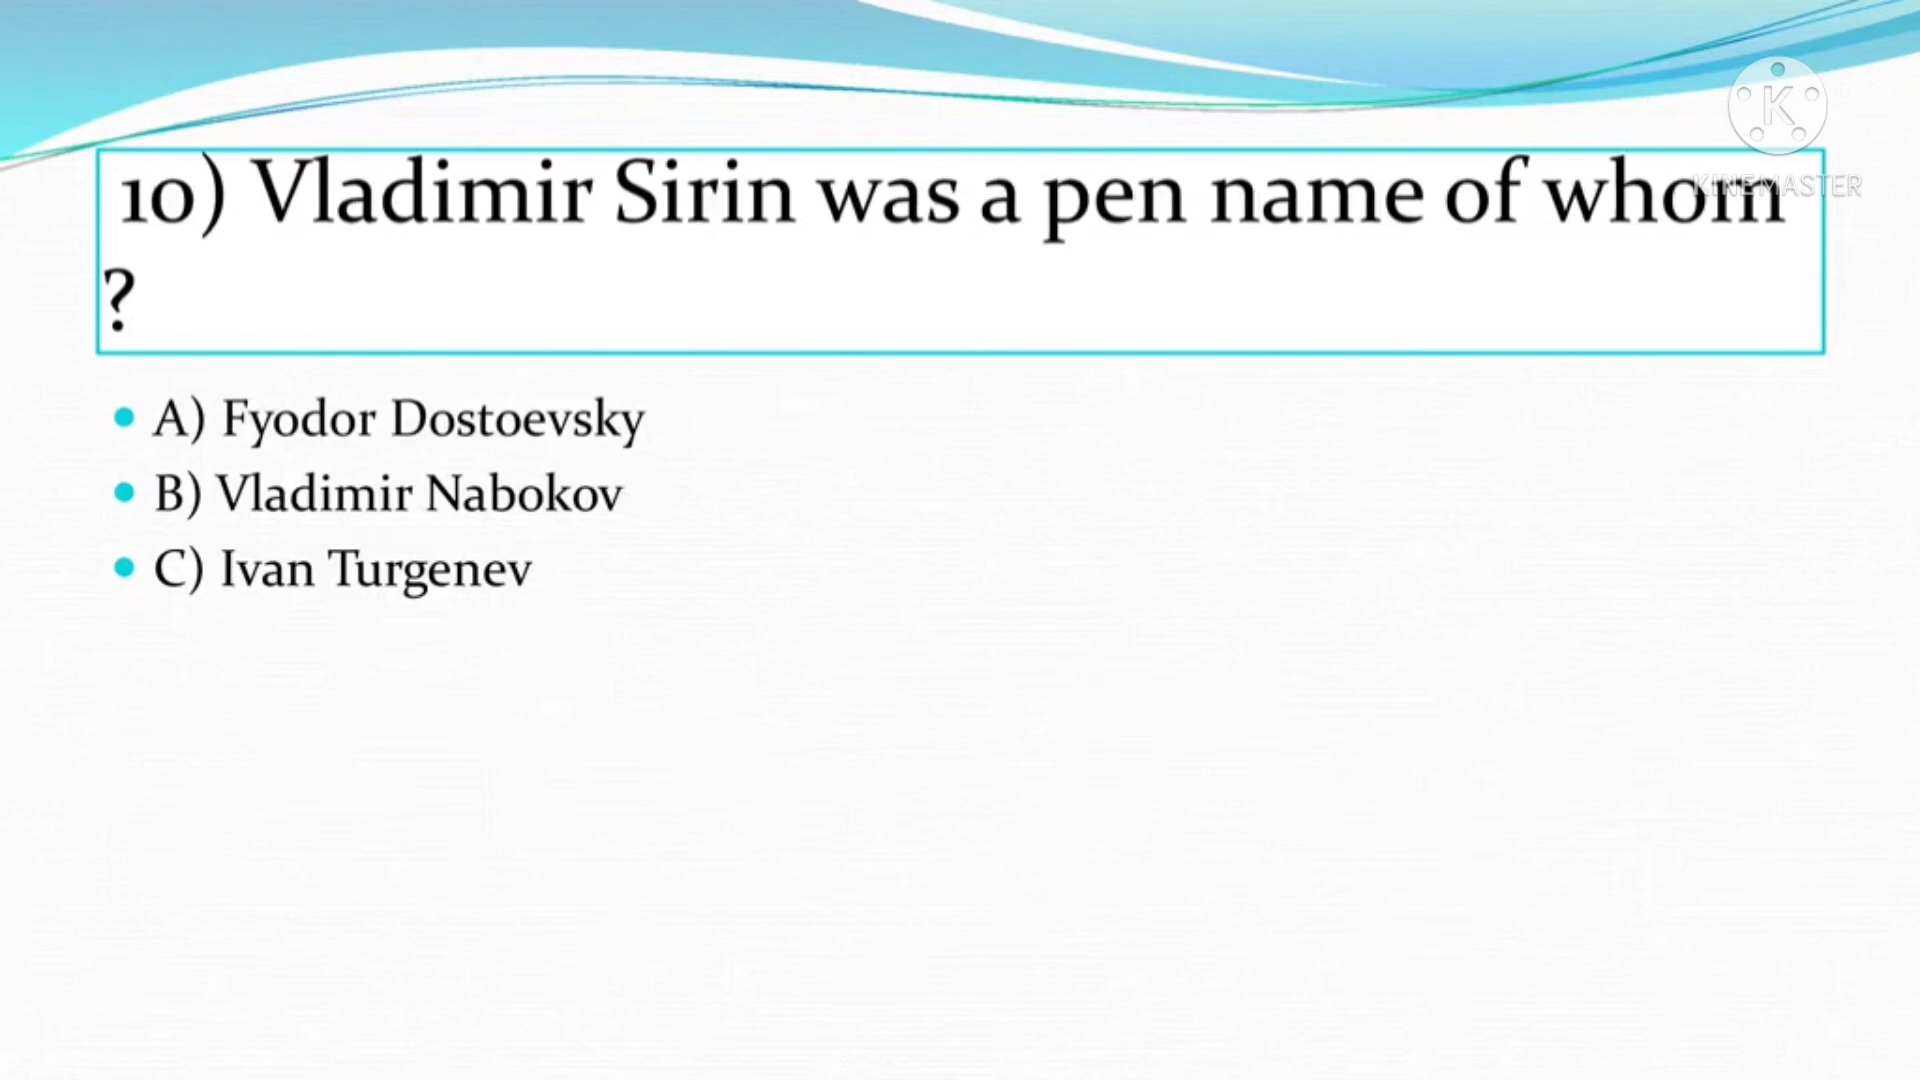 10) Vladimir Sirin was a pen name of whom
?
K
KINEMASTER
A) Fyodor Dostoevsky
B) Vladimir Nabokov
C) Ivan Turgenev